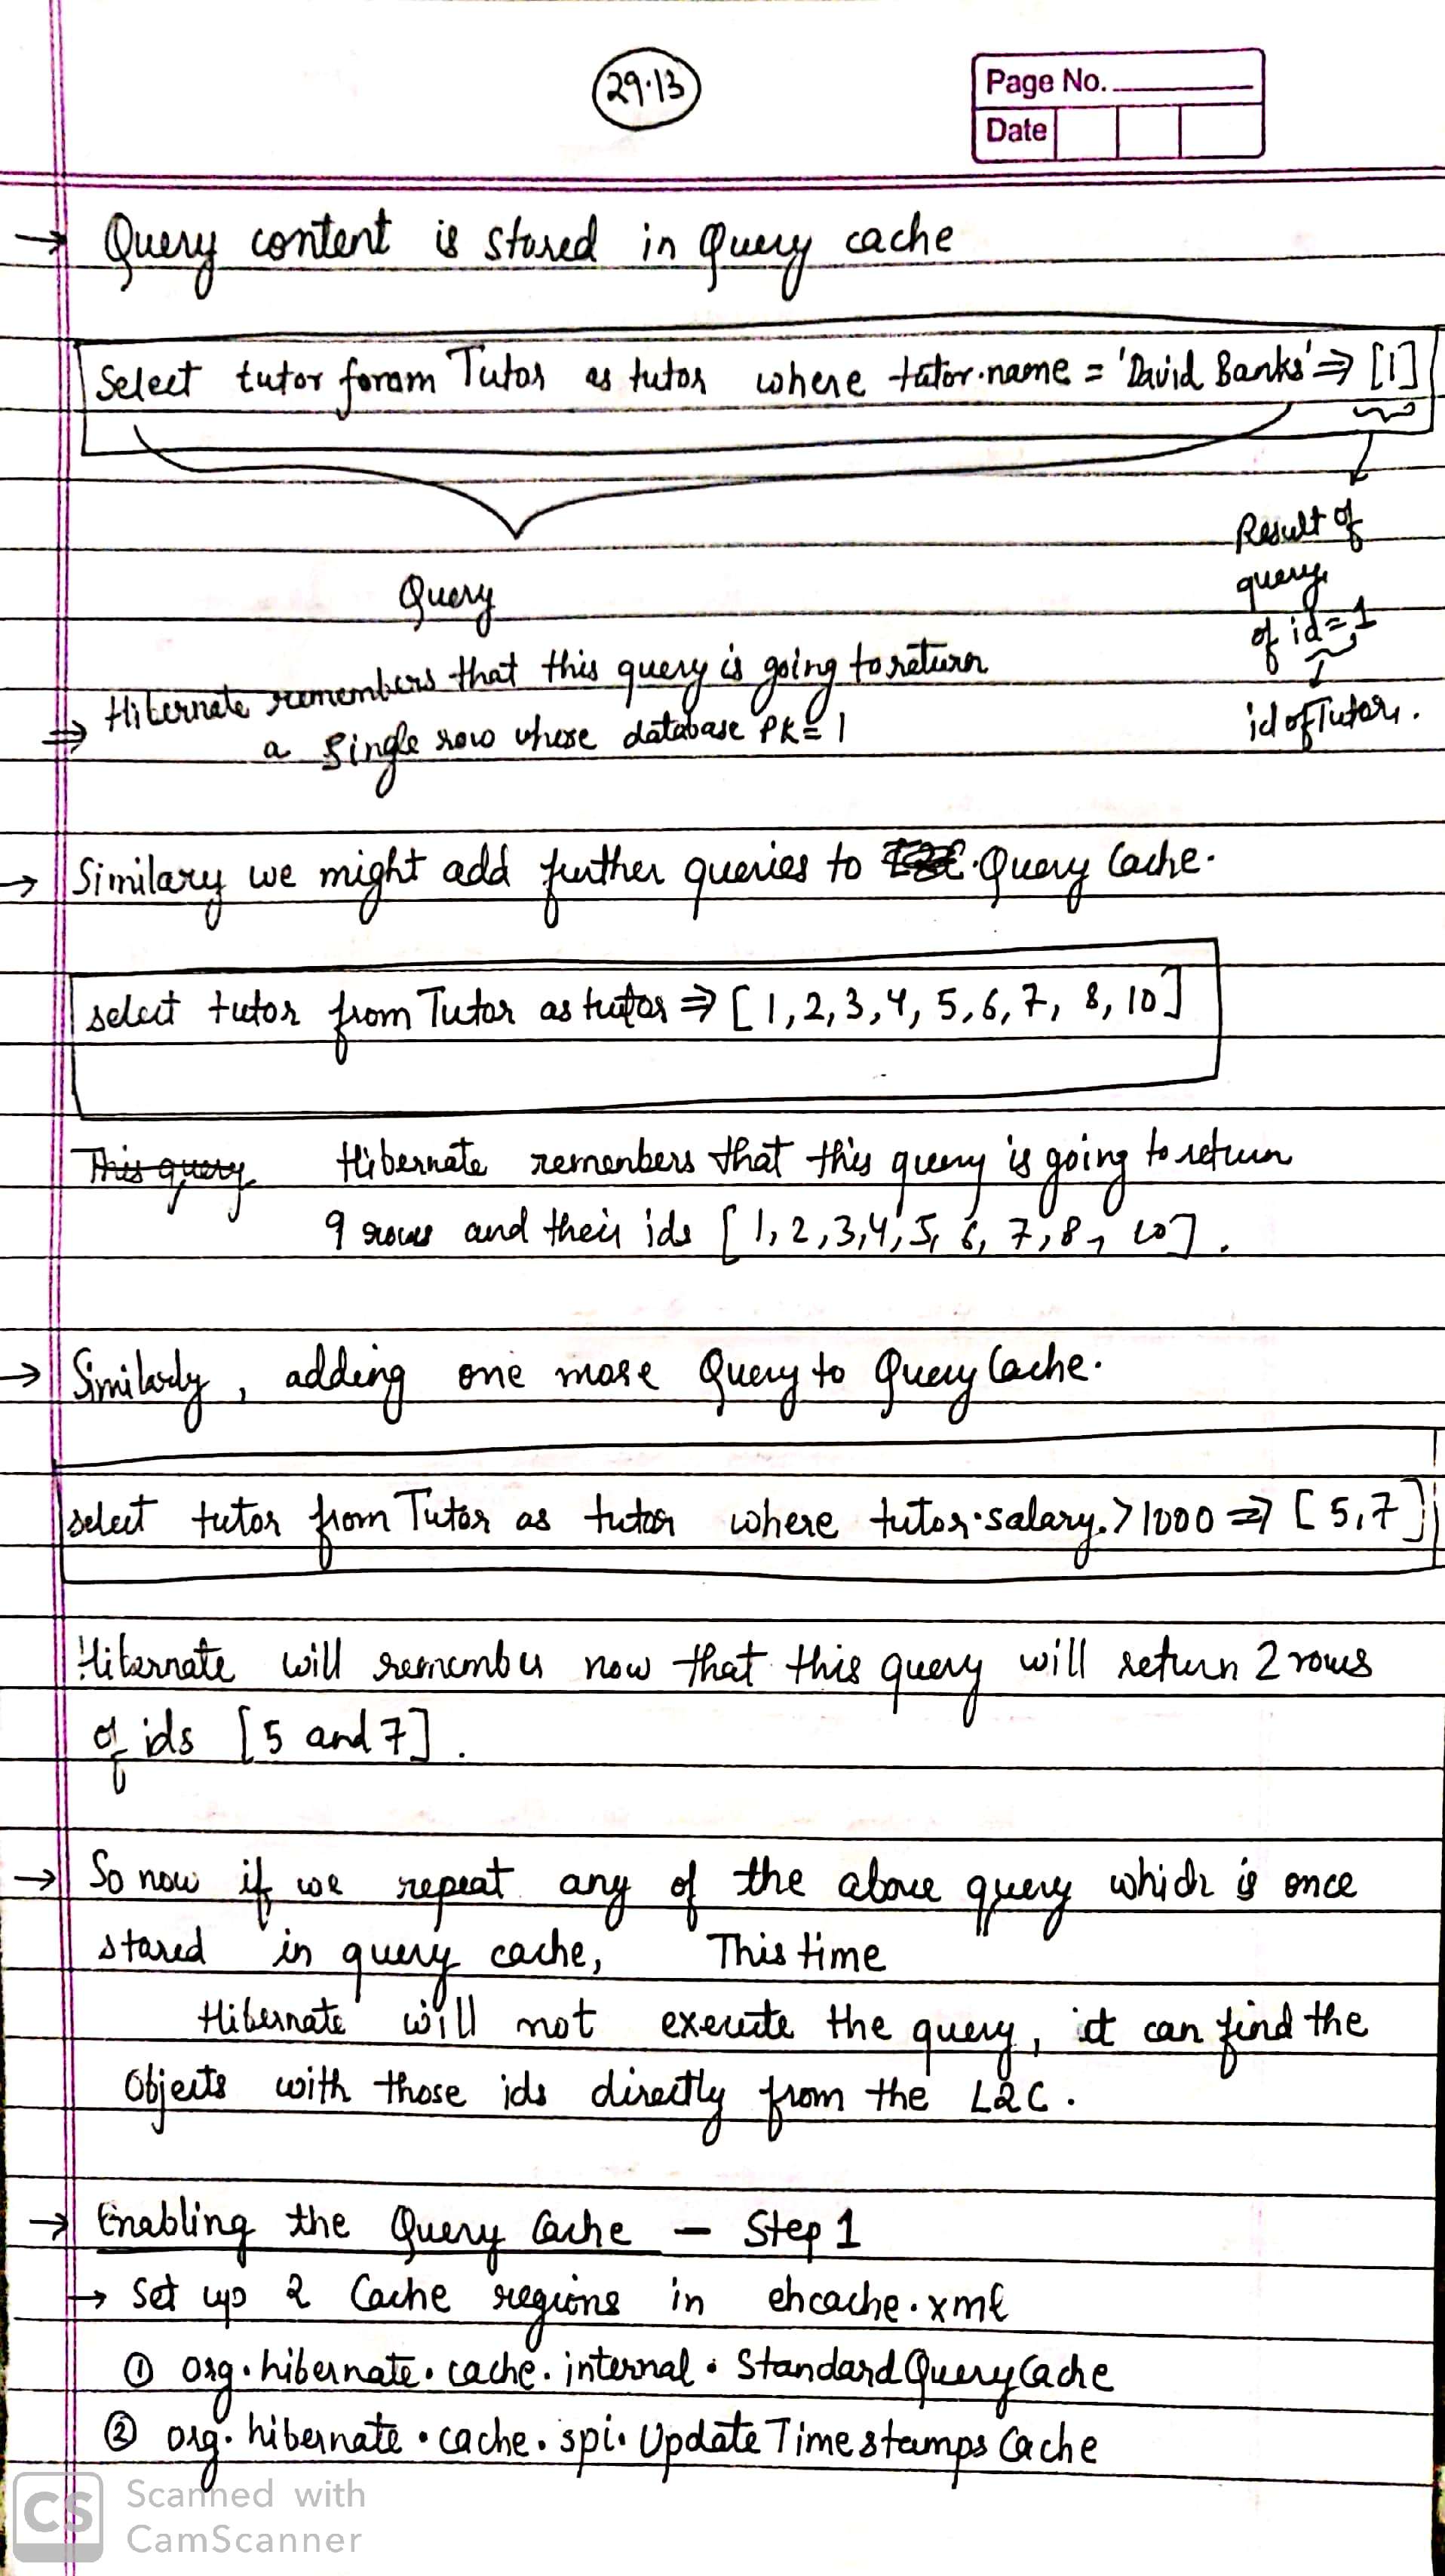 29.13
Page No.
Date
→ Query content is stored in Query cache
Select tutor foram Tutor as tutor where tutor.name = 'David Banks' ⇒ [1]
Result of
query
of id = 1
id of Tutor.
Query
⇒ Hibernate remembers that this query is going to return
a single row whose database PK = 1
→ Similary we might add further queries to Query Cache.
select tutor from Tutor as tutor ⇒ [1,2,3,4,5,6,7,8,10]
This query Hibernate remenbers that this query is going to return
9 rows and their ids [1,2,3,4,5,6,7,8,10].
→ Similarly, adding one more Query to Query Cache.
select tutor from Tutor as tutor where tutor.salary > 1000 ⇒ [5,7]
Hibernate will remember now that this query will return 2 rows
of ids [5 and 7].
→ So now if we repeat any of the above query which is once
stored in query cache, This time
Hibernate will not execute the query, it can find the
Objects with those ids directly from the L2C.
→ Enabling the Query Cache - Step 1
→ Set up 2 Cache regions in ehcache.xml
① org.hibernate.cache.internal.StandardQueryCache
② org.hibernate.cache.spi.UpdateTimestampsCache
CS Scanned with
CamScanner